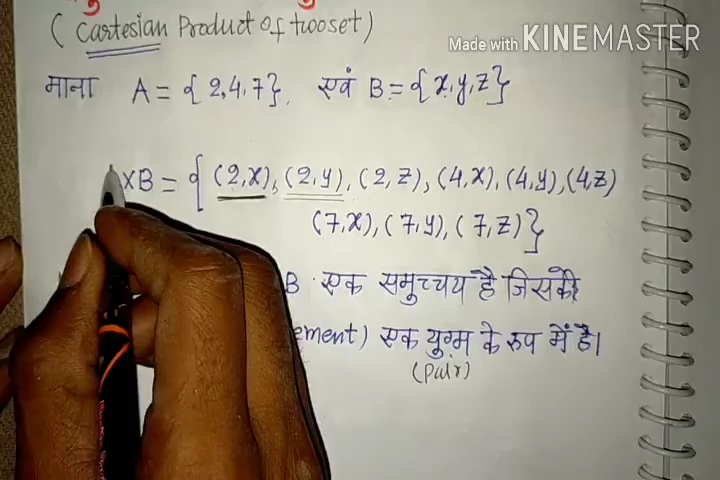 ( Cartesian Product of two set )
Made with KINEMASTER
माना A = { 2, 4, 7 }, एवं B = { x, y, z }
×B = { (2, x), (2, y), (2, z), (4, x), (4, y), (4, z)
(7, x), (7, y), (7, z) }
B एक समुच्चय है जिसके
ement) एक युग्म के रूप में है।
(Pair)